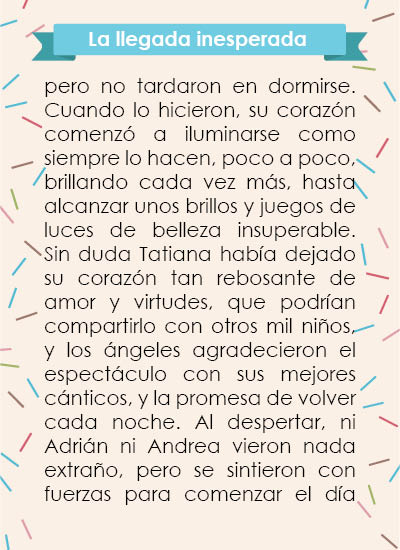 La llegada inesperada
pero no tardaron en dormirse.
Cuando lo hicieron, su corazón
comenzó a iluminarse como
siempre lo hacen, poco a poco,
brillando cada vez más, hasta
alcanzar unos brillos y juegos de
luces de belleza insuperable.
Sin duda Tatiana había dejado
su corazón tan rebosante de
amor y virtudes, que podrían
compartirlo con otros mil niños,
y los ángeles agradecieron el
espectáculo con sus mejores
cánticos, y la promesa de volver
cada noche. Al despertar, ni
Adrián ni Andrea vieron nada
extraño, pero se sintieron con
fuerzas para comenzar el día